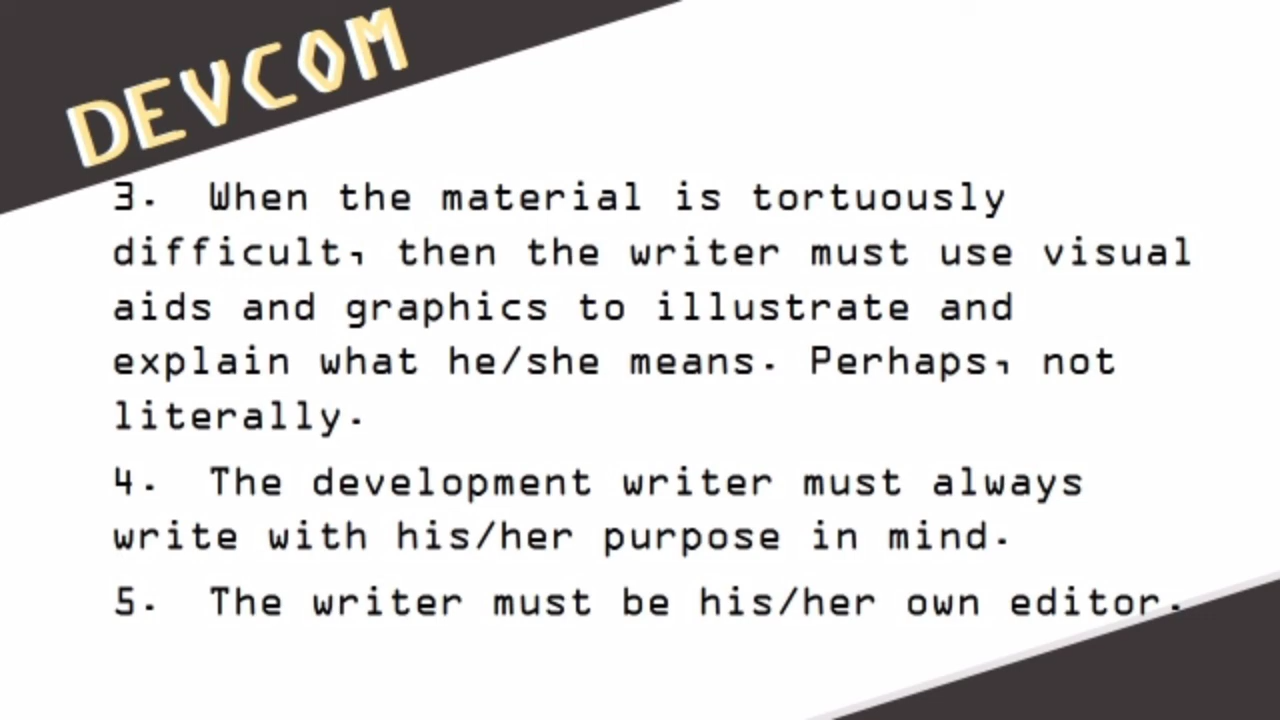 DEVCOM
3. When the material is tortuously
difficult, then the writer must use visual
aids and graphics to illustrate and
explain what he/she means. Perhaps, not
literally.
4. The development writer must always
write with his/her purpose in mind.
5. The writer must be his/her own editor.